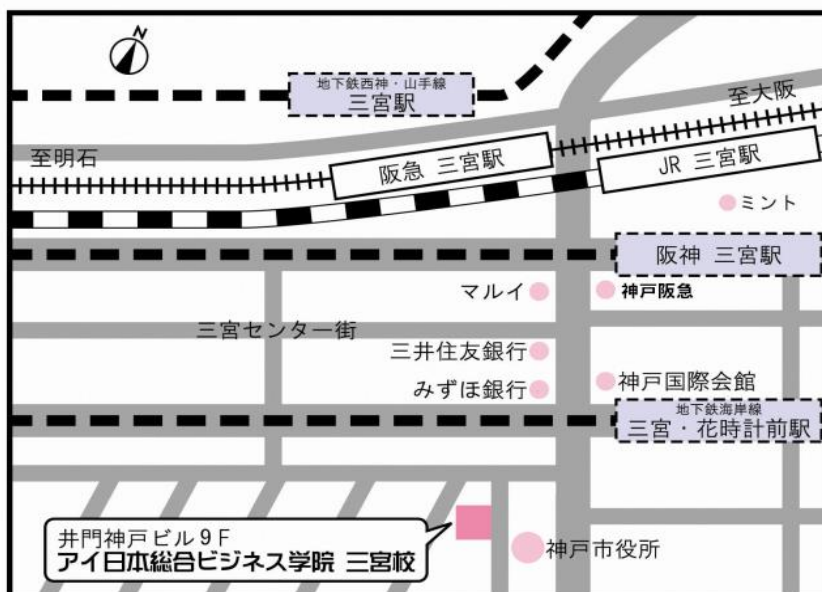 N
地下鉄西神・山手線
三宮駅
至大阪
至明石
阪急 三宮駅
JR 三宮駅
ミント
阪神 三宮駅
マルイ
神戸阪急
三宮センター街
三井住友銀行
みずほ銀行
神戸国際会館
地下鉄海岸線
三宮・花時計前駅
井門神戸ビル9F
アイ日本総合ビジネス学院 三宮校
神戸市役所